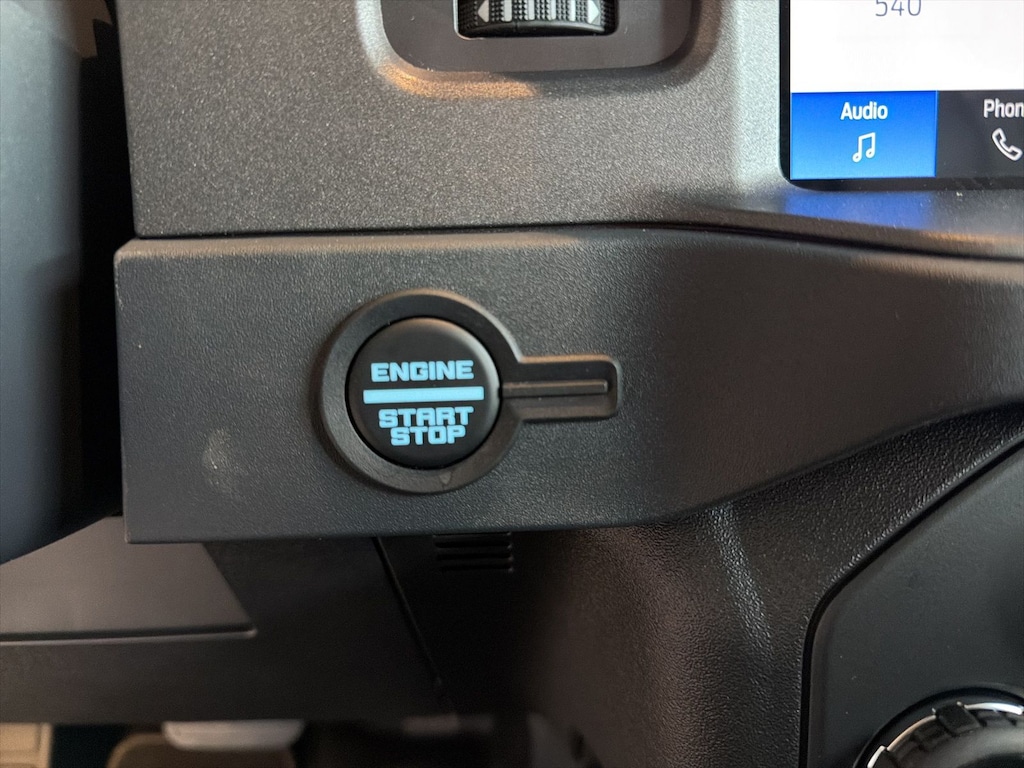 540
Audio
Phon
ENGINE
START
STOP